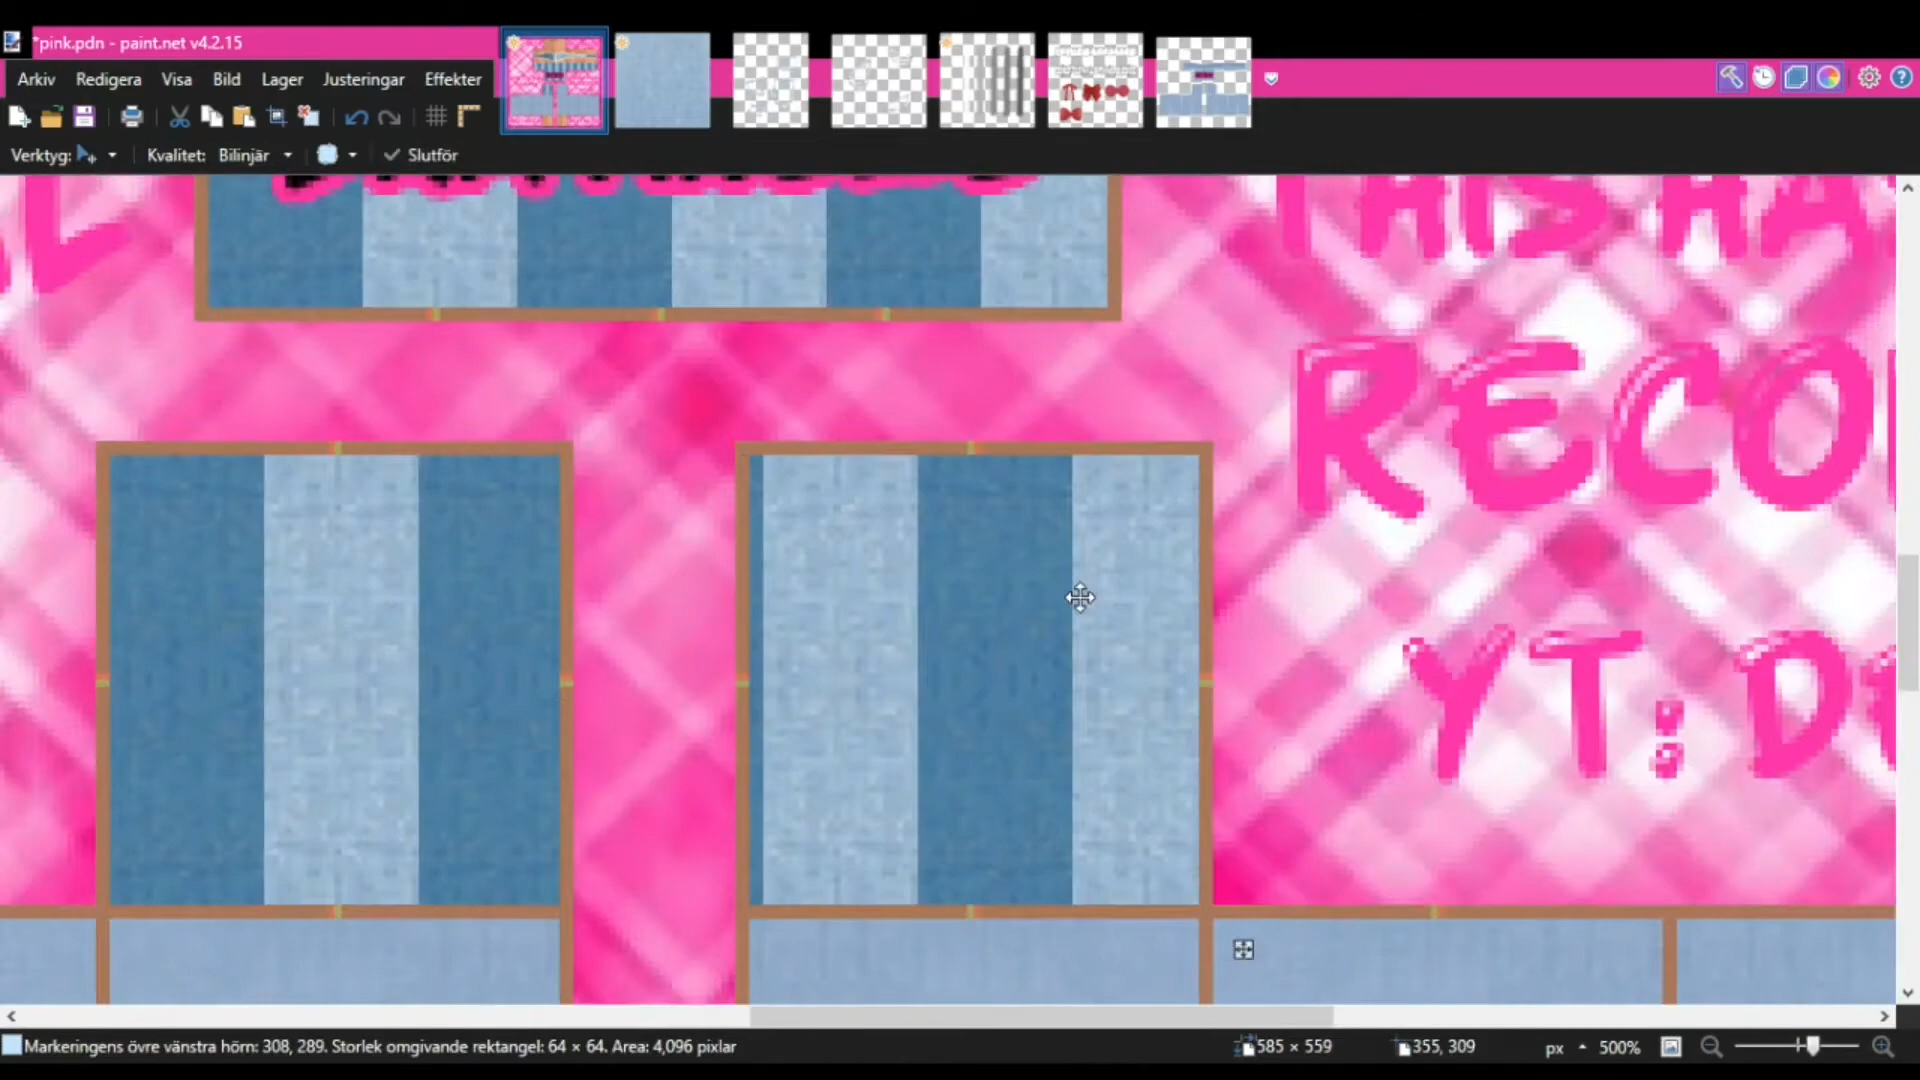 *pink.pdn - paint.net v4.2.15
Arkiv Redigera Visa Bild Lager Justeringar Effekter
Verktyg: Kvalitet: Bilinjär Slutför
RECO
YT;D
Markeringens övre vänstra hörn: 308, 289. Storlek omgivande rektangel: 64 × 64. Area: 4,096 pixlar 585 × 559 355, 309 px 500%